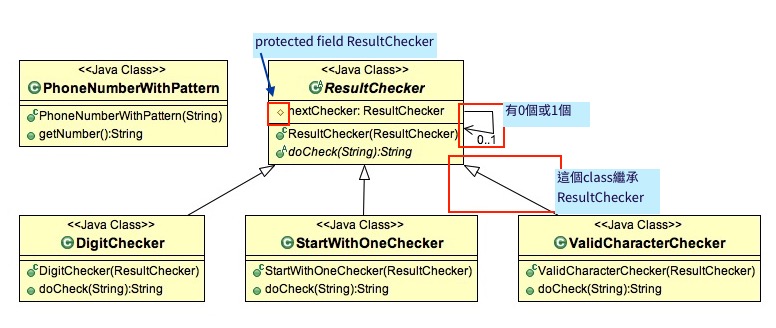 protected field ResultChecker
<<Java Class>>
PhoneNumberWithPattern
PhoneNumberWithPattern(String)
getNumber():String
<<Java Class>>
ResultChecker
nextChecker: ResultChecker
ResultChecker(ResultChecker)
doCheck(String):String
有0個或1個
0..1
這個class繼承
ResultChecker
<<Java Class>>
DigitChecker
DigitChecker(ResultChecker)
doCheck(String):String
<<Java Class>>
StartWithOneChecker
StartWithOneChecker(ResultChecker)
doCheck(String):String
<<Java Class>>
ValidCharacterChecker
ValidCharacterChecker(ResultChecker)
doCheck(String):String